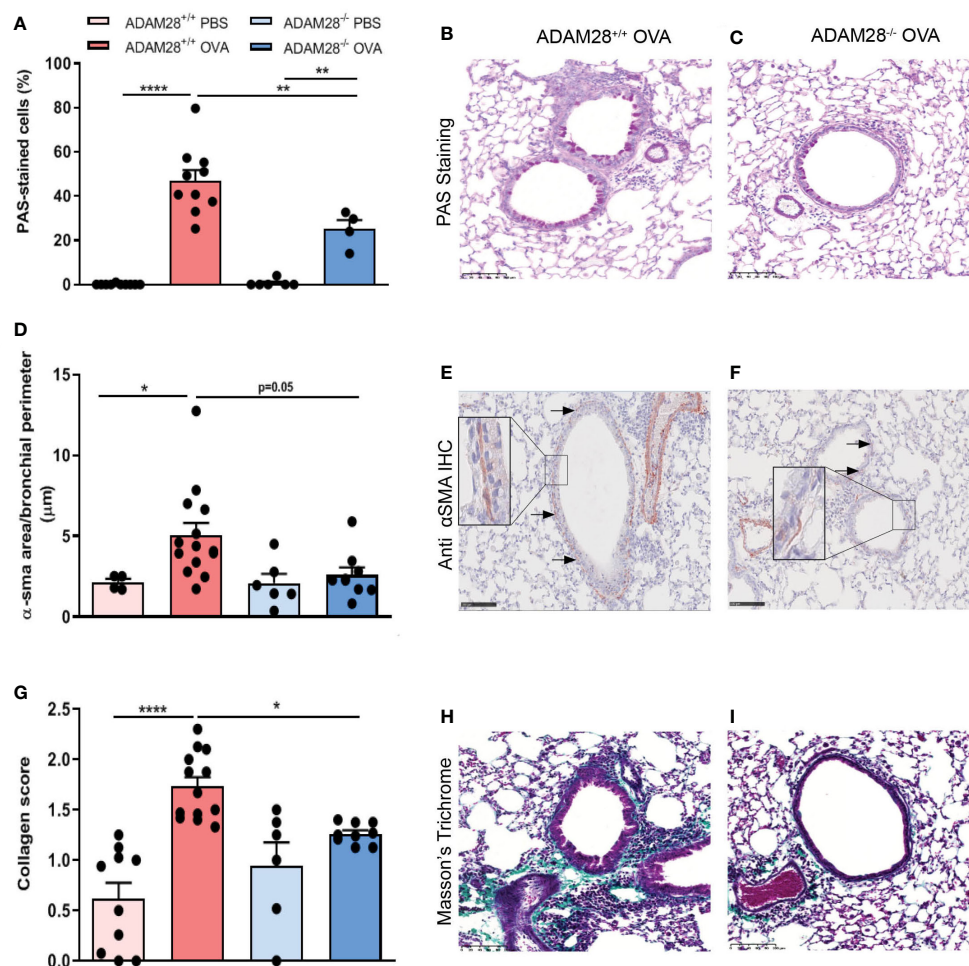 A
ADAM28+/+ PBS
ADAM28-/- PBS
ADAM28+/+ OVA
ADAM28-/- OVA
PAS-stained cells (%)
100
80
60
40
20
0
****
**
**
B
ADAM28+/+ OVA
C
ADAM28-/- OVA
PAS Staining
D
α-sma area/bronchial perimeter
(μm)
15
10
5
0
*
p=0.05
E
F
Anti αSMA IHC
G
Collagen score
2.5
2.0
1.5
1.0
0.5
0.0
****
*
H
I
Masson's Trichrome